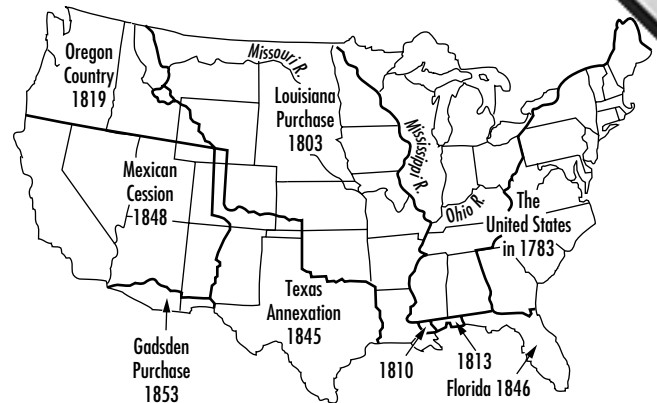 Oregon
Country
1819
Missouri R.
Louisiana
Purchase
1803
Mississippi R.
Mexican
Cession
1848
Ohio R.
The
United States
in 1783
Texas
Annexation
1845
Gadsden
Purchase
1853
1810
1813
Florida 1846